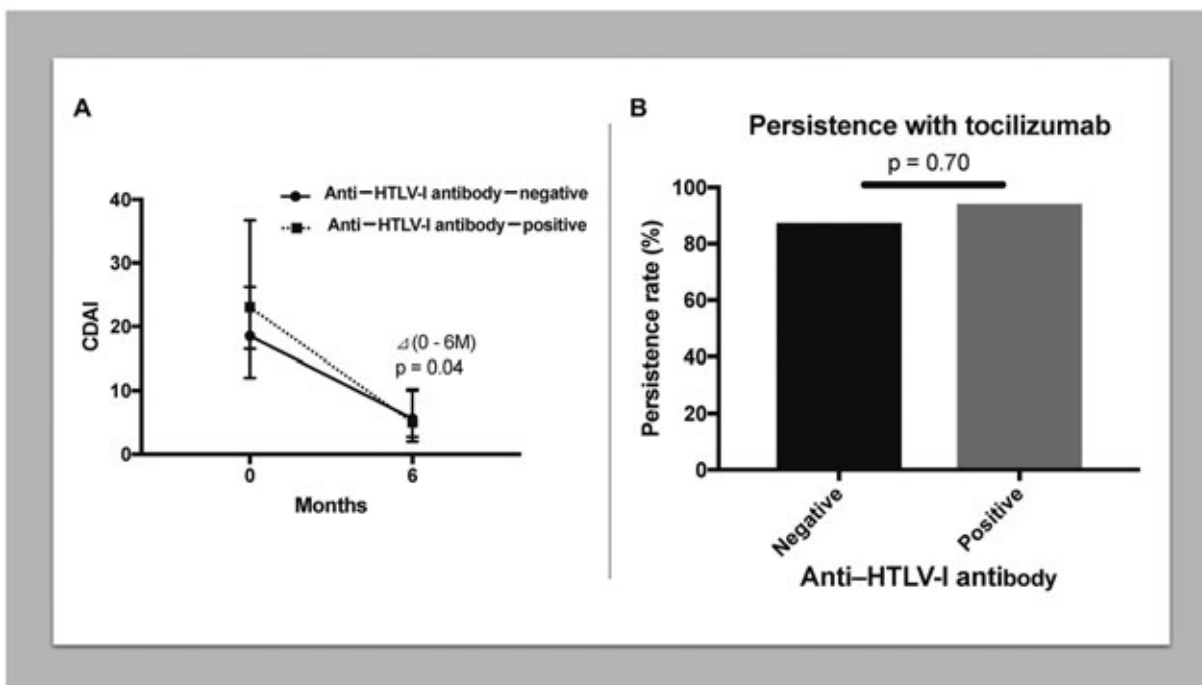 A
Anti−HTLV-I antibody−negative
Anti−HTLV-I antibody−positive
40
30
20
10
0
CDAI
⊿(0 - 6M)
p = 0.04
0 6
Months
B
Persistence with tocilizumab
p = 0.70
100
80
60
40
20
0
Persistence rate (%)
Negative
Positive
Anti–HTLV-I antibody